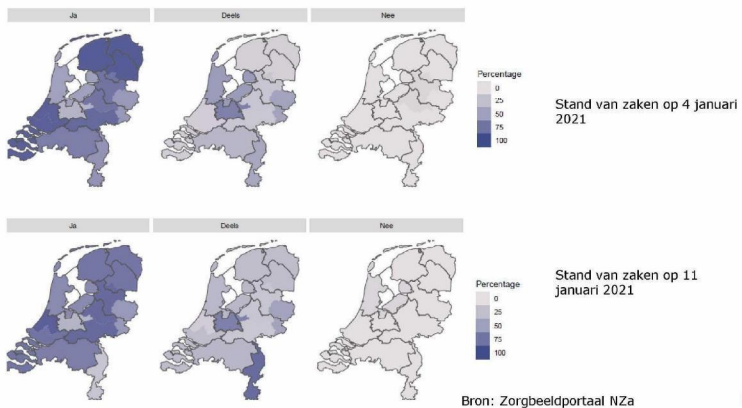 Ja
Deels
Nee
Percentage
0
25
50
75
100
Stand van zaken op 4 januari
2021
Ja
Deels
Nee
Percentage
0
25
50
75
100
Stand van zaken op 11
januari 2021
Bron: Zorgbeeldportaal NZa